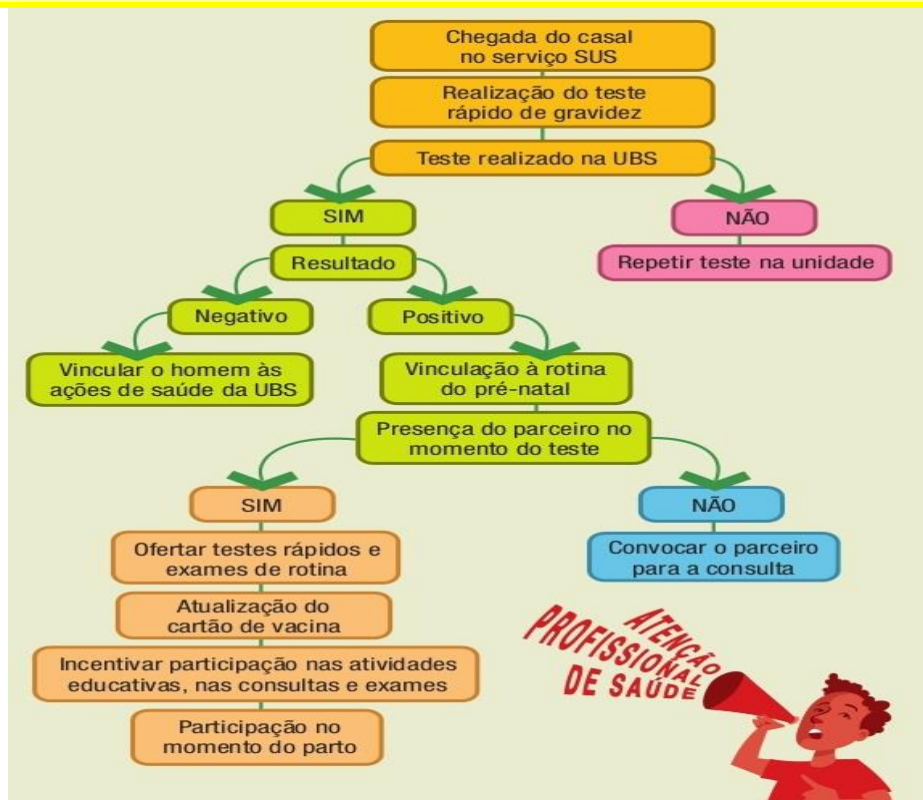 Chegada do casal
no serviço SUS
Realização do teste
rápido de gravidez
Teste realizado na UBS
SIM
NÃO
Resultado
Repetir teste na unidade
Negativo
Positivo
Vincular o homem às
ações de saúde da UBS
Vinculação à rotina
do pré-natal
Presença do parceiro no
momento do teste
SIM
NÃO
Ofertar testes rápidos e
exames de rotina
Convocar o parceiro
para a consulta
Atualização do
cartão de vacina
Incentivar participação nas atividades
educativas, nas consultas e exames
Participação no
momento do parto
ATENÇÃO
PROFISSIONAL
DE SAÚDE